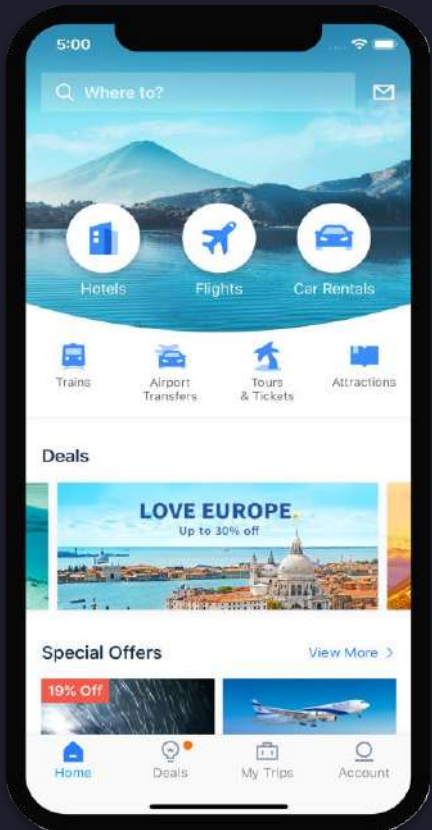 5:00
Where to?
Hotels Flights Car Rentals
Trains Airport Tours Attractions
Transfers & Tickets
Deals
LOVE EUROPE.
Up to 30% off
Special Offers View More >
19% Off
Home Deals My Trips Account